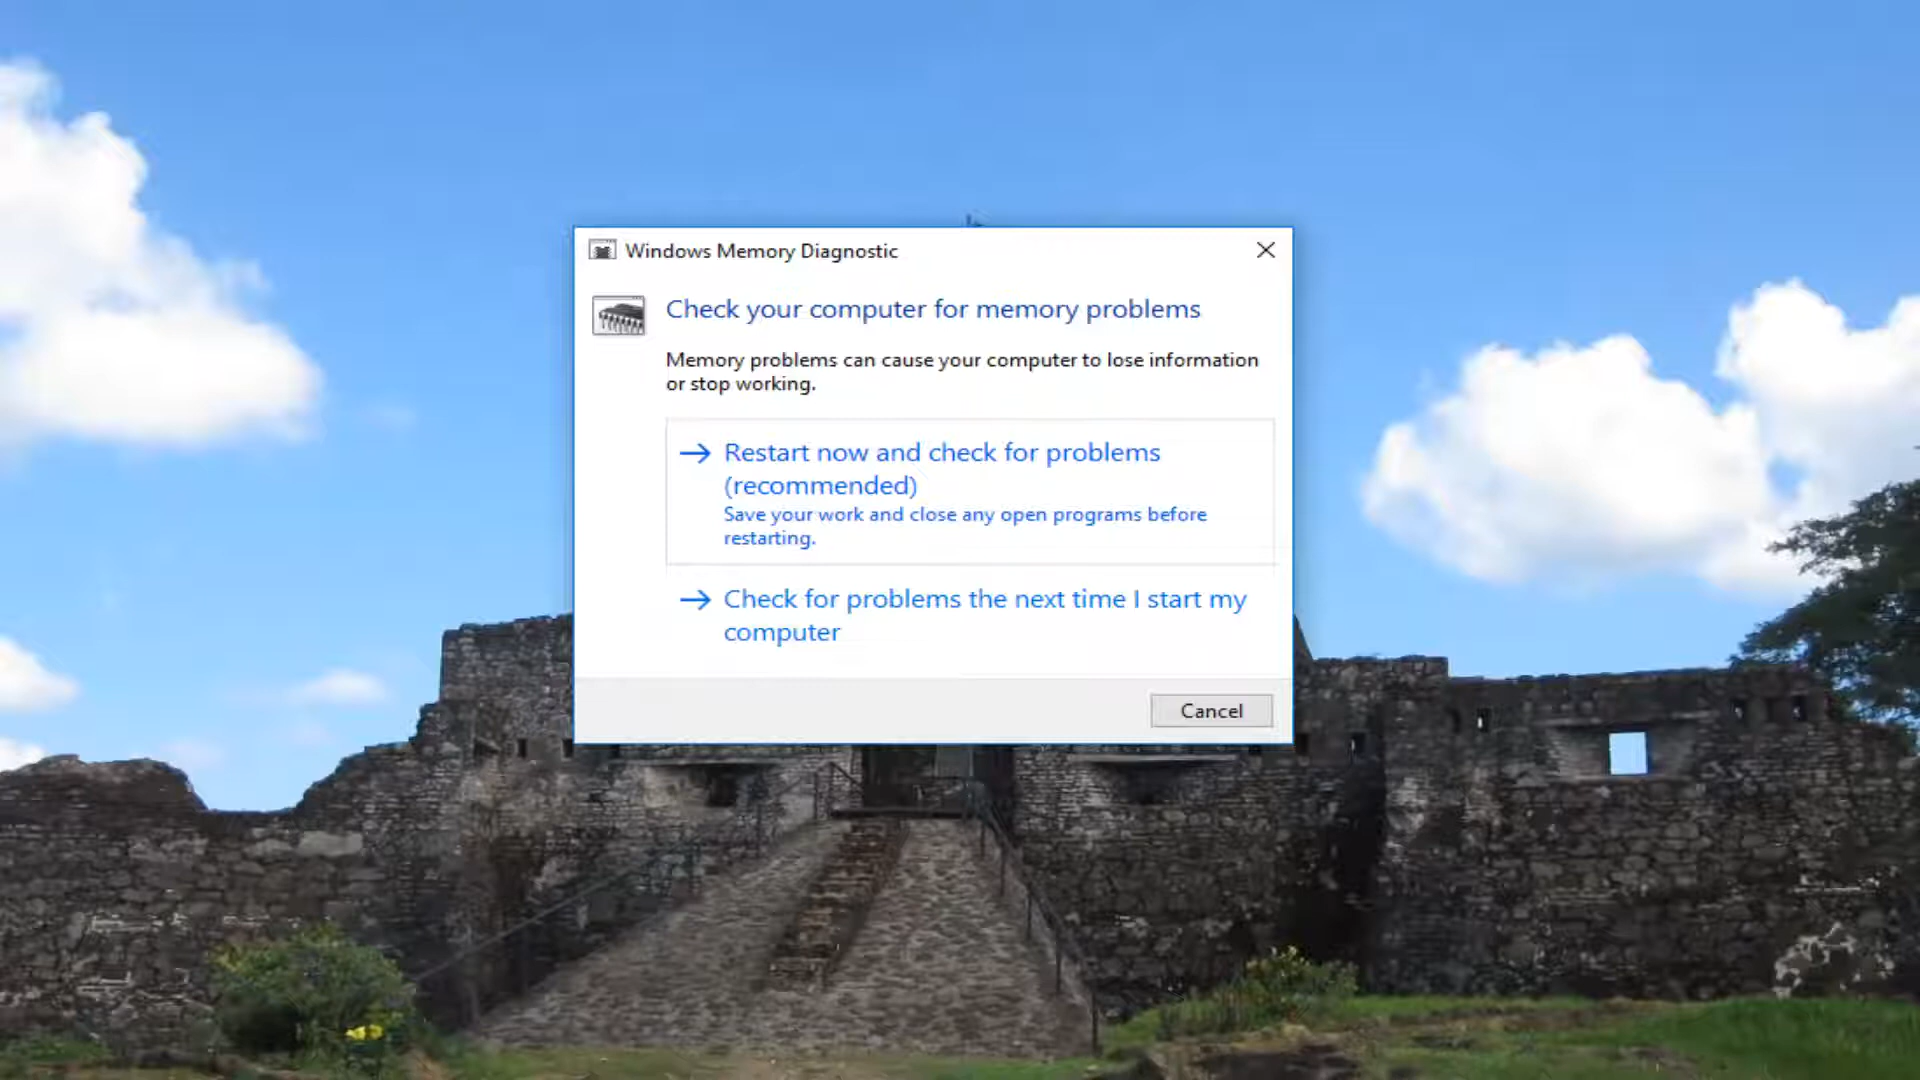 Windows Memory Diagnostic
Check your computer for memory problems
Memory problems can cause your computer to lose information
or stop working.
Restart now and check for problems
(recommended)
Save your work and close any open programs before
restarting.
Check for problems the next time I start my
computer
Cancel